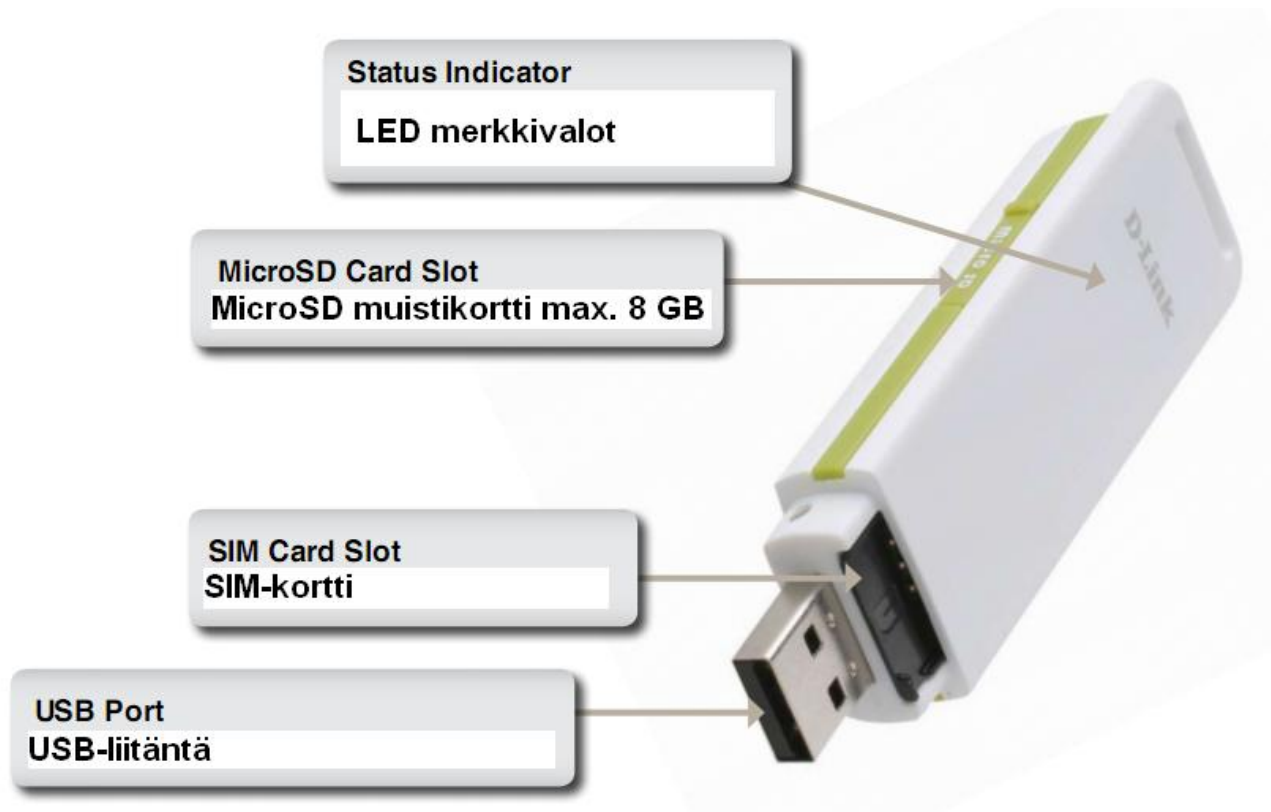 Status Indicator
LED merkkivalot
MicroSD Card Slot
MicroSD muistikortti max. 8 GB
D-Link
SIM Card Slot
SIM-kortti
USB Port
USB-liitäntä